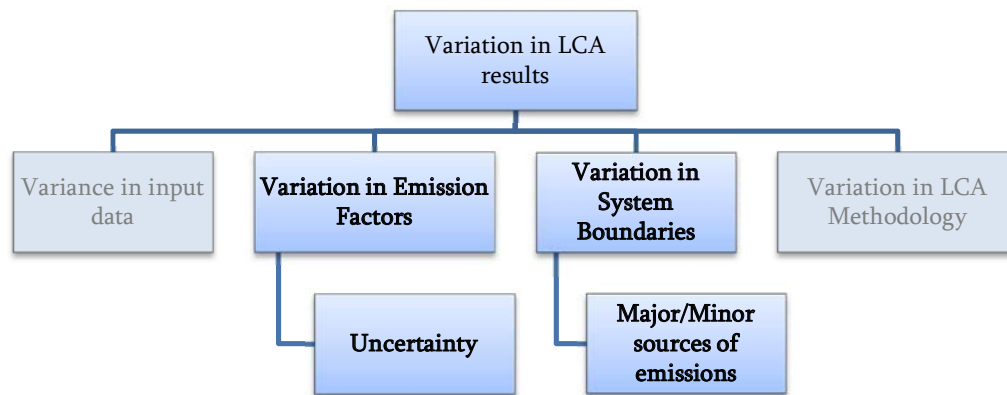 Variation in LCA
results
Variance in input
data
Variation in Emission
Factors
Variation in
System
Boundaries
Variation in LCA
Methodology
Uncertainty
Major/Minor
sources of
emissions